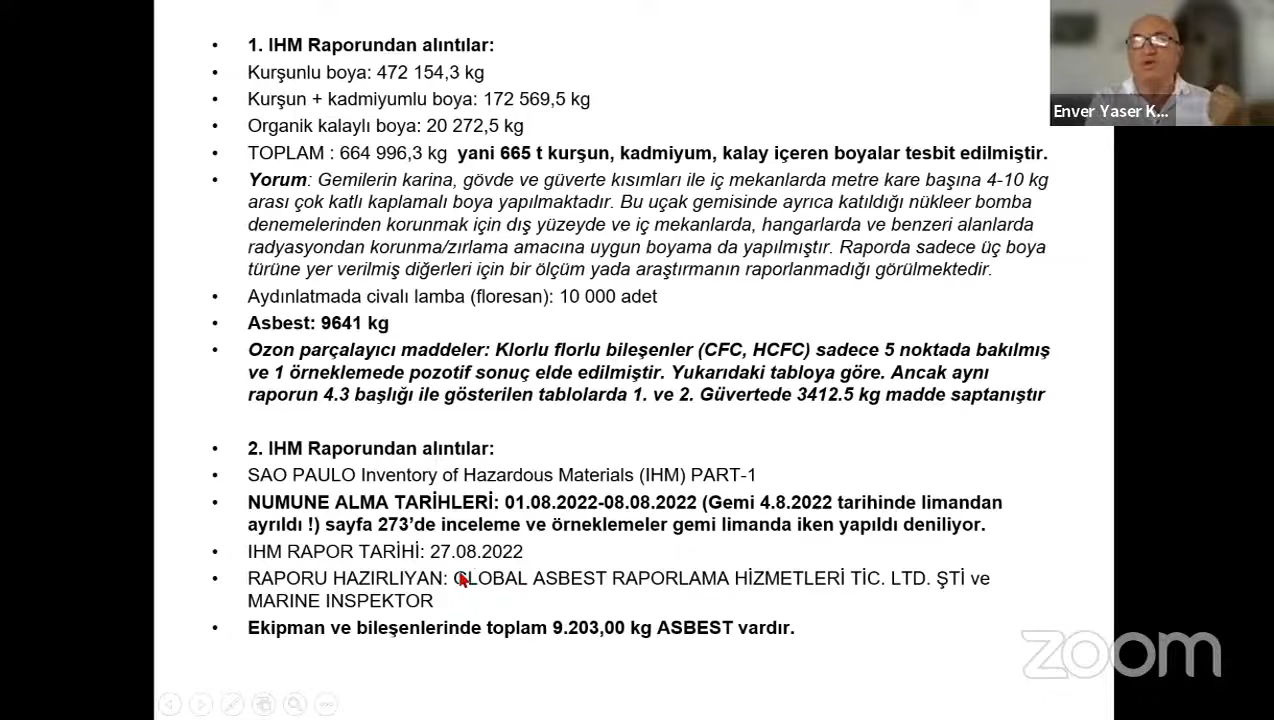 • 1. IHM Raporundan alıntılar:
• Kurşunlu boya: 472 154,3 kg
• Kurşun + kadmiyumlu boya: 172 569,5 kg
• Organik kalaylı boya: 20 272,5 kg
• TOPLAM : 664 996,3 kg yani 665 t kurşun, kadmiyum, kalay içeren boyalar tesbit edilmiştir.
• Yorum: Gemilerin karina, gövde ve güverte kısımları ile iç mekanlarda metre kare başına 4-10 kg
arası çok katlı kaplamalı boya yapılmaktadır. Bu uçak gemisinde ayrıca katıldığı nükleer bomba
denemelerinden korunmak için dış yüzeyde ve iç mekanlarda, hangarlarda ve benzeri alanlarda
radyasyondan korunma/zırlama amacına uygun boyama da yapılmıştır. Raporda sadece üç boya
türüne yer verilmiş diğerleri için bir ölçüm yada araştırmanın raporlanmadığı görülmektedir.
• Aydınlatmada civalı lamba (floresan): 10 000 adet
• Asbest: 9641 kg
• Ozon parçalayıcı maddeler: Klorlu florlu bileşenler (CFC, HCFC) sadece 5 noktada bakılmış
ve 1 örneklemede pozotif sonuç elde edilmiştir. Yukarıdaki tabloya göre. Ancak aynı
raporun 4.3 başlığı ile gösterilen tablolarda 1. ve 2. Güvertede 3412.5 kg madde saptanıştır
• 2. IHM Raporundan alıntılar:
• SAO PAULO Inventory of Hazardous Materials (IHM) PART-1
• NUMUNE ALMA TARİHLERİ: 01.08.2022-08.08.2022 (Gemi 4.8.2022 tarihinde limandan
ayrıldı !) sayfa 273’de inceleme ve örneklemeler gemi limanda iken yapıldı deniliyor.
• IHM RAPOR TARİHİ: 27.08.2022
• RAPORU HAZIRLIYAN: GLOBAL ASBEST RAPORLAMA HİZMETLERİ TİC. LTD. ŞTİ ve
MARINE INSPEKTOR
• Ekipman ve bileşenlerinde toplam 9.203,00 kg ASBEST vardır.
Enver Yaser K...
zoom